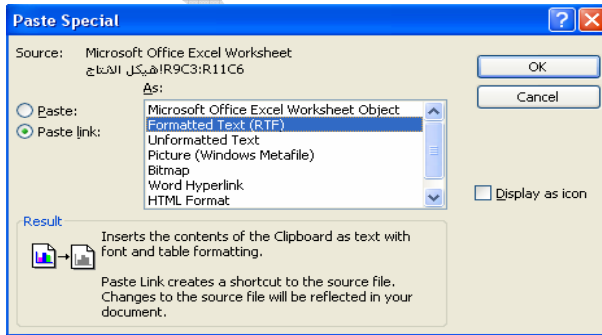 Paste Special
Source: Microsoft Office Excel Worksheet
هيكل الانتاج!R9C3:R11C6
As:
Paste:
Paste link:
Microsoft Office Excel Worksheet Object
Formatted Text (RTF)
Unformatted Text
Picture (Windows Metafile)
Bitmap
Word Hyperlink
HTML Format
OK
Cancel
Display as icon
Result
Inserts the contents of the Clipboard as text with
font and table formatting.
Paste Link creates a shortcut to the source file.
Changes to the source file will be reflected in your
document.